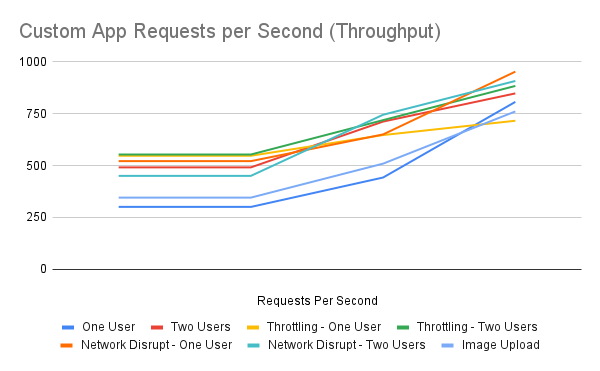 Custom App Requests per Second (Throughput)
1000
750
500
250
0
Requests Per Second
One User Two Users Throttling - One User Throttling - Two Users
Network Disrupt - One User Network Disrupt - Two Users Image Upload